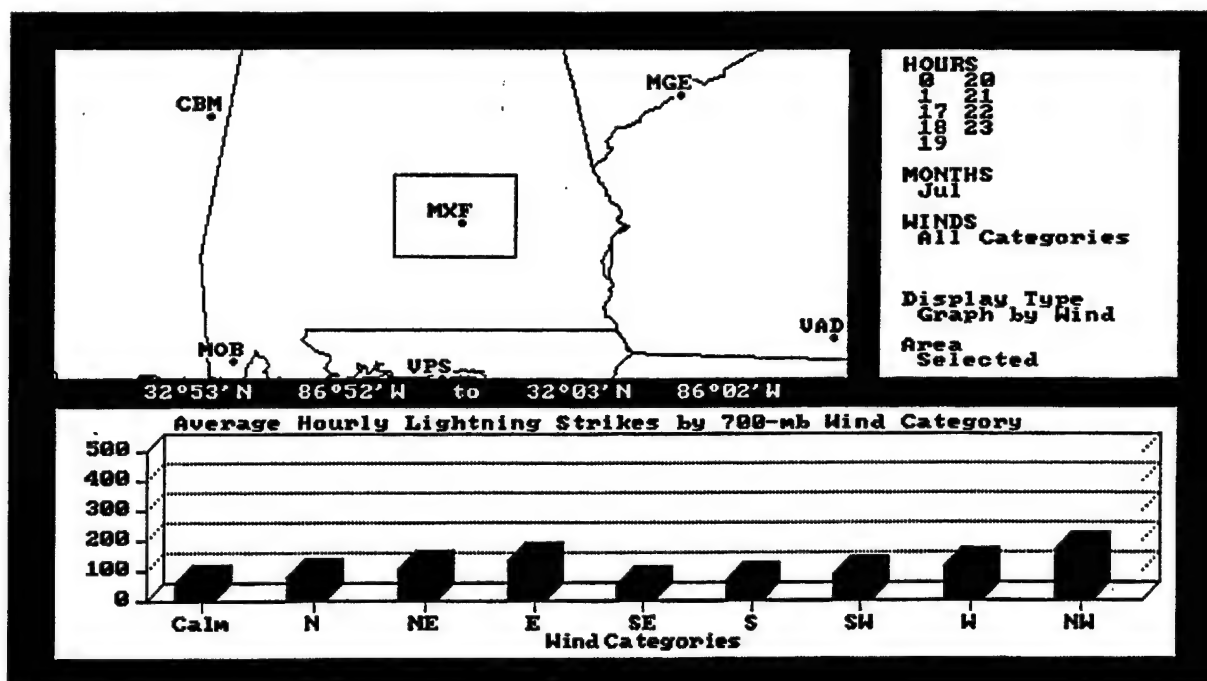 CBM
MGE
MXF
VAD
MOB
VPS
32°53'N 86°52'W to 32°03'N 86°02'W
HOURS
0 20
1 21
17 22
18 23
19
MONTHS
Jul
WINDS
All Categories
Display Type
Graph by Wind
Area
Selected
Average Hourly Lightning Strikes by 700-mb Wind Category
500
400
300
200
100
0
Calm N NE E SE S SW W NW
Wind Categories